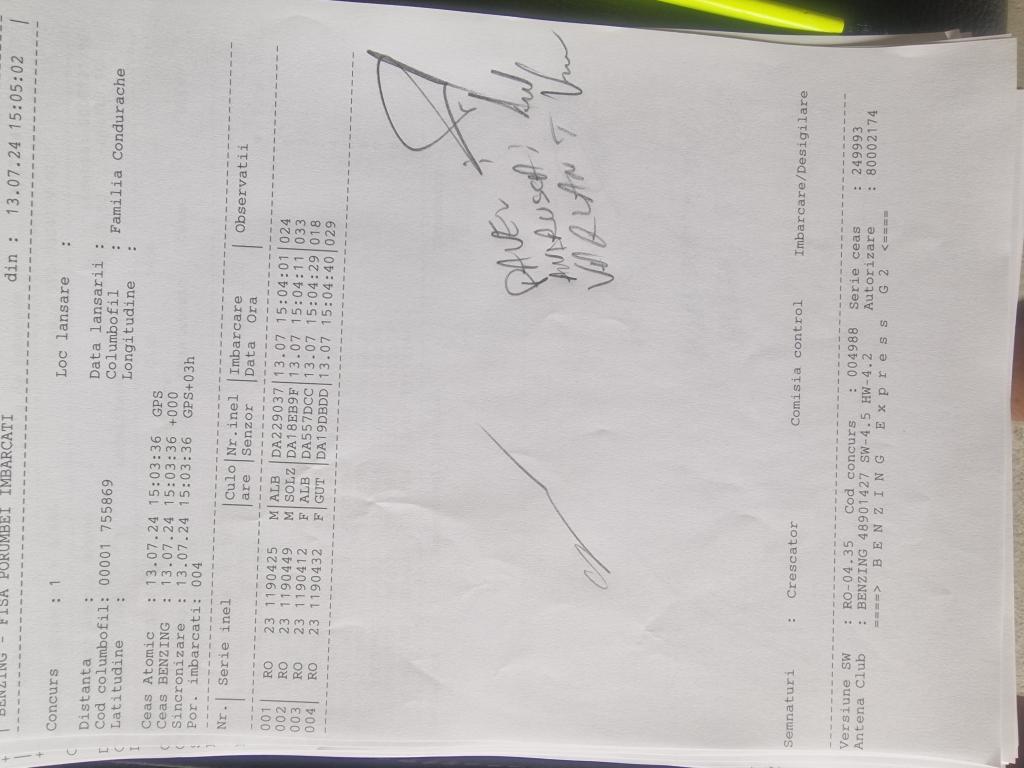 | BENZING - FISA PORUMBEI IMBARCATI din : 13.07.24 15:05:02 |
Concurs : 1 Loc lansare :
Distanta Data lansarii :
Cod columbofil: 00001 755869 Columbofil : Familia Condurache
Latitudine : Longitudine :
Ceas Atomic : 13.07.24 15:03:36 GPS
Ceas BENZING : 13.07.24 15:03:36 +000
Sincronizare : 13.07.24 15:03:36 GPS+03h
Por. imbarcati: 004
Nr.| Serie inel |Culo|Nr.inel |Imbarcare | Observatii
|are |Senzor |Data Ora |
001| RO 23 1190425 M|ALB |DA229037|13.07 15:04:01|024
002| RO 23 1190449 M|SOLZ|DA18EB9F|13.07 15:04:11|033
003| RO 23 1190412 F|ALB |DA557DCC|13.07 15:04:29|018
004| RO 23 1190432 F|GUT |DA19DBDD|13.07 15:04:40|029
Semnaturi : Crescator Comisia control Imbarcare/Desigilare
Versiune SW : RO-04.35 Cod concurs : 004988 Serie ceas : 249993
Antena Club : BENZING 48901427 SW-4.5 HW-4.2 Autorizare : 80002174
====> B E N Z I N G E x p r e s s G 2 <====